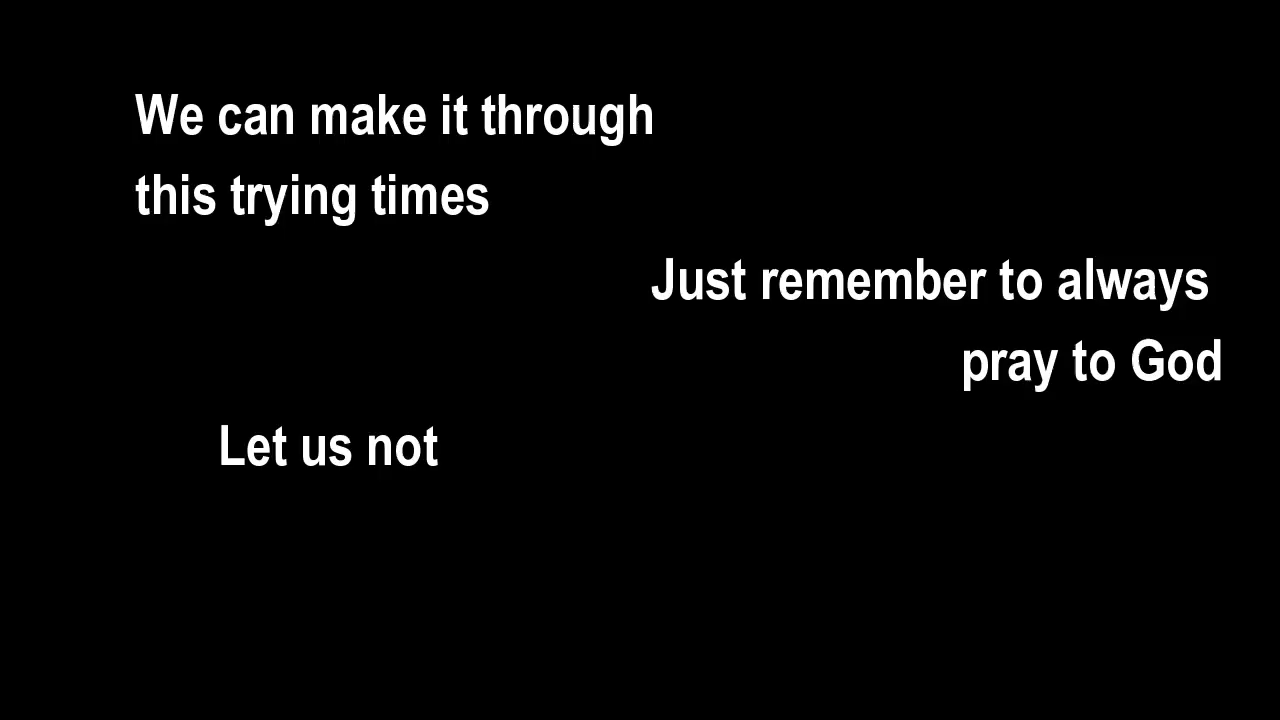 We can make it through
this trying times
Just remember to always
pray to God
Let us not